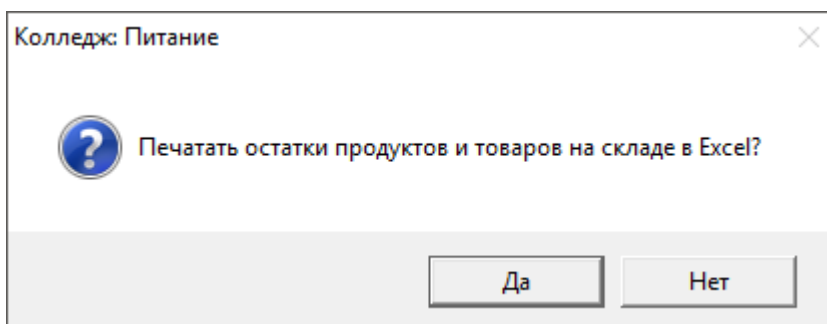 Колледж: Питание
Печатать остатки продуктов и товаров на складе в Excel?
Да
Нет